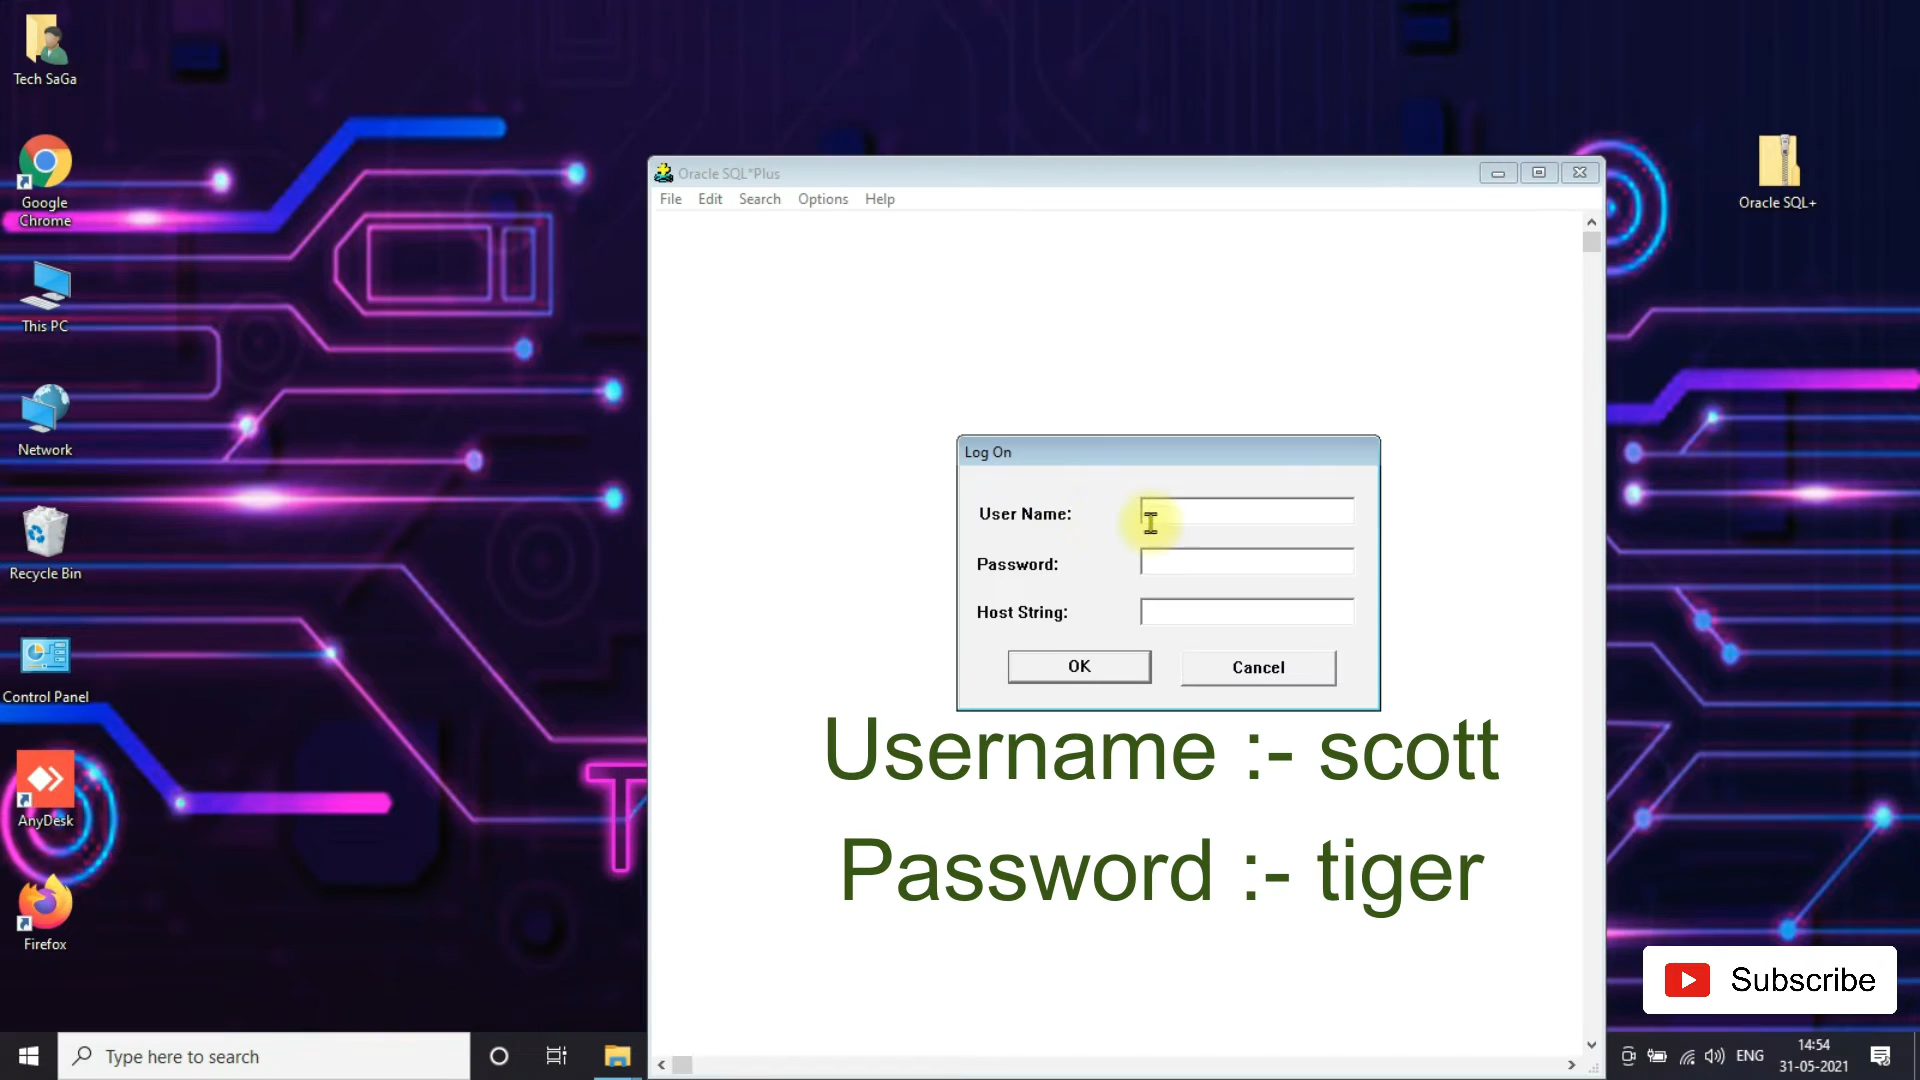 Tech SaGa
Google
Chrome
This PC
Network
Recycle Bin
Control Panel
AnyDesk
Firefox
Oracle SQL+
Oracle SQL*Plus
File Edit Search Options Help
Log On
User Name:
Password:
Host String:
OK Cancel
Username :- scott
Password :- tiger
T
Subscribe
Type here to search
ENG
14:54
31-05-2021